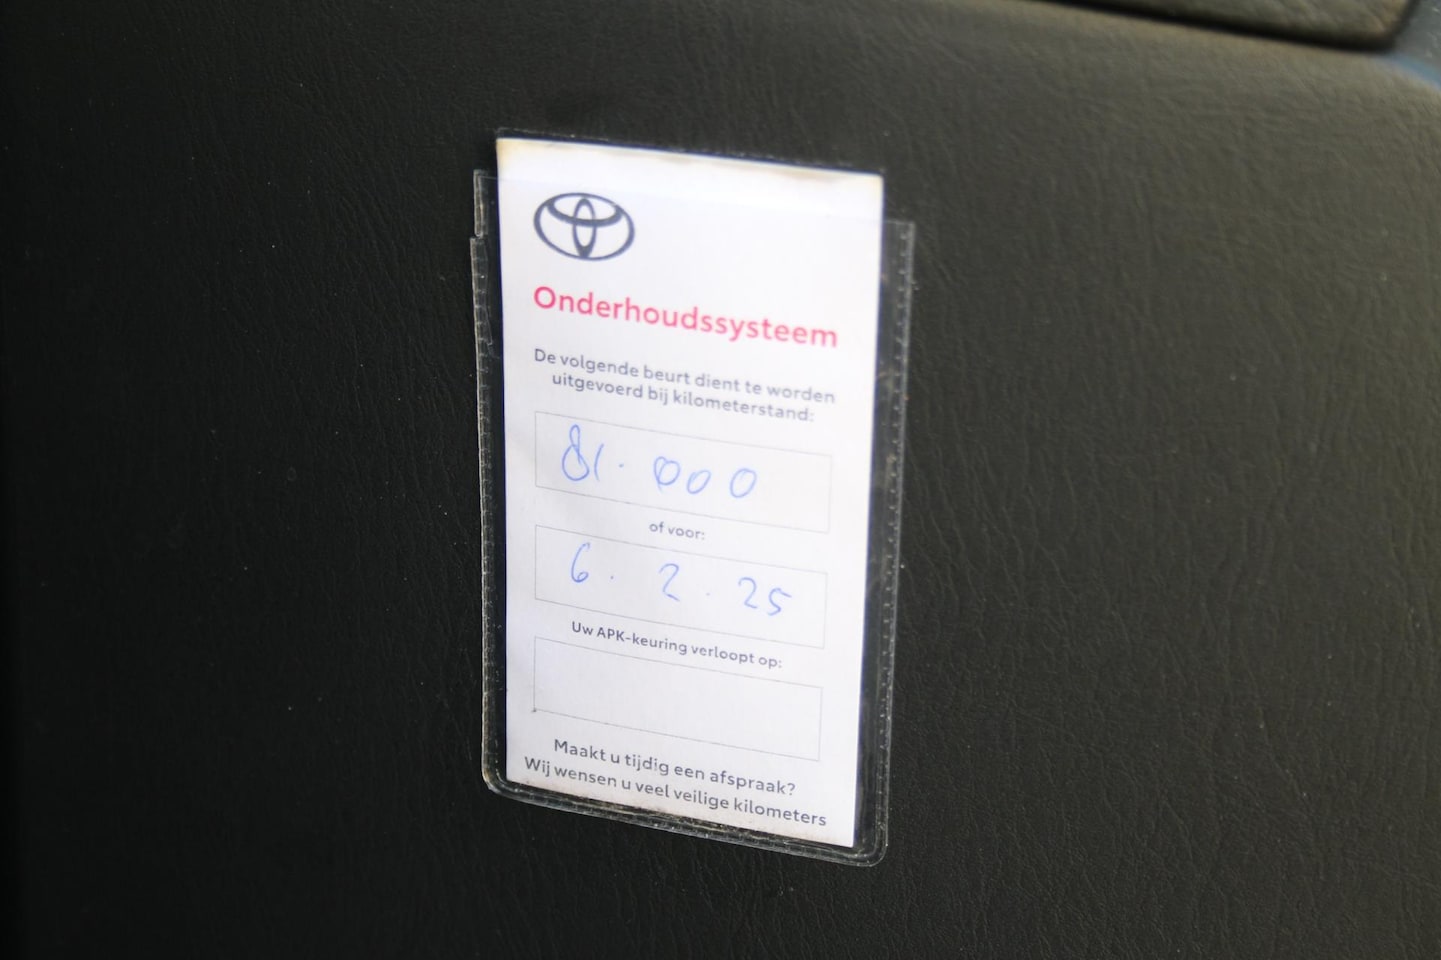 Onderhoudssysteem
De volgende beurt dient te worden
uitgevoerd bij kilometerstand:
81.000
of voor:
6. 2. 25
Uw APK-keuring verloopt op:
Maakt u tijdig een afspraak?
Wij wensen u veel veilige kilometers